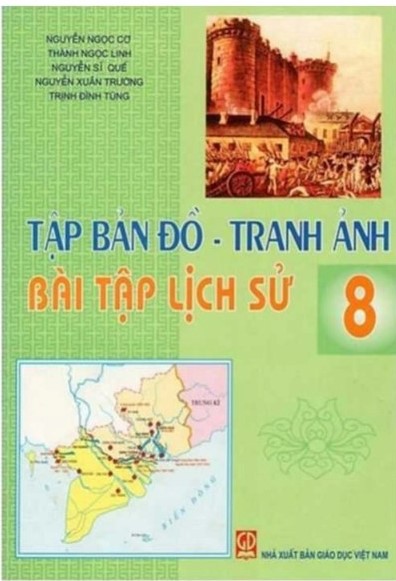 NGUYỄN NGỌC CƠ
THÀNH NGỌC LINH
NGUYỄN SĨ QUẾ
NGUYỄN XUÂN TRƯỜNG
TRỊNH ĐÌNH TÙNG
TẬP BẢN ĐỒ - TRANH ẢNH
BÀI TẬP LỊCH SỬ 8
TRUNG KÌ
BIỂN ĐÔNG
GD
NHÀ XUẤT BẢN GIÁO DỤC VIỆT NAM